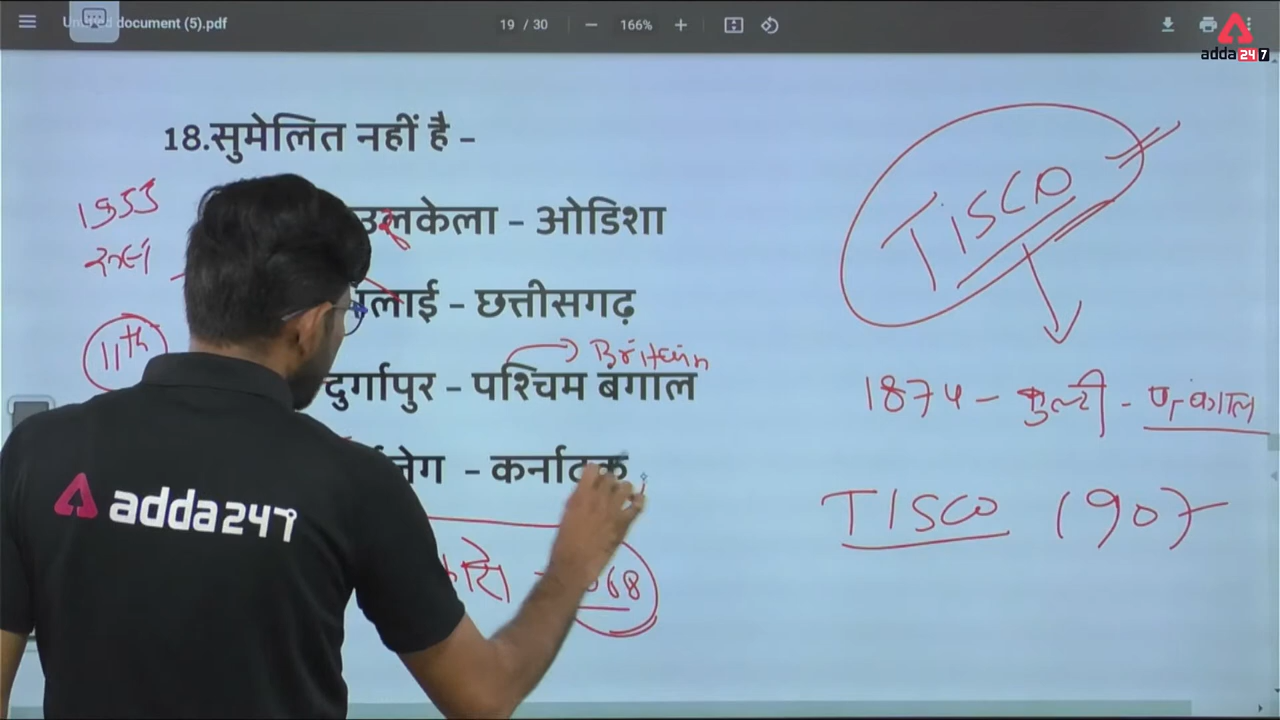 Untitled document (5).pdf
19 / 30
166%
adda247
18.सुमेलित नहीं है -
1953
उलकेला - ओडिशा
TISCO
लाई - छत्तीसगढ़
11th
Britain
दुर्गापुर - पश्चिम बंगाल
1874 - कुल्टी - प. बंगाल
- कर्नाटक
adda247
TISCO 1907